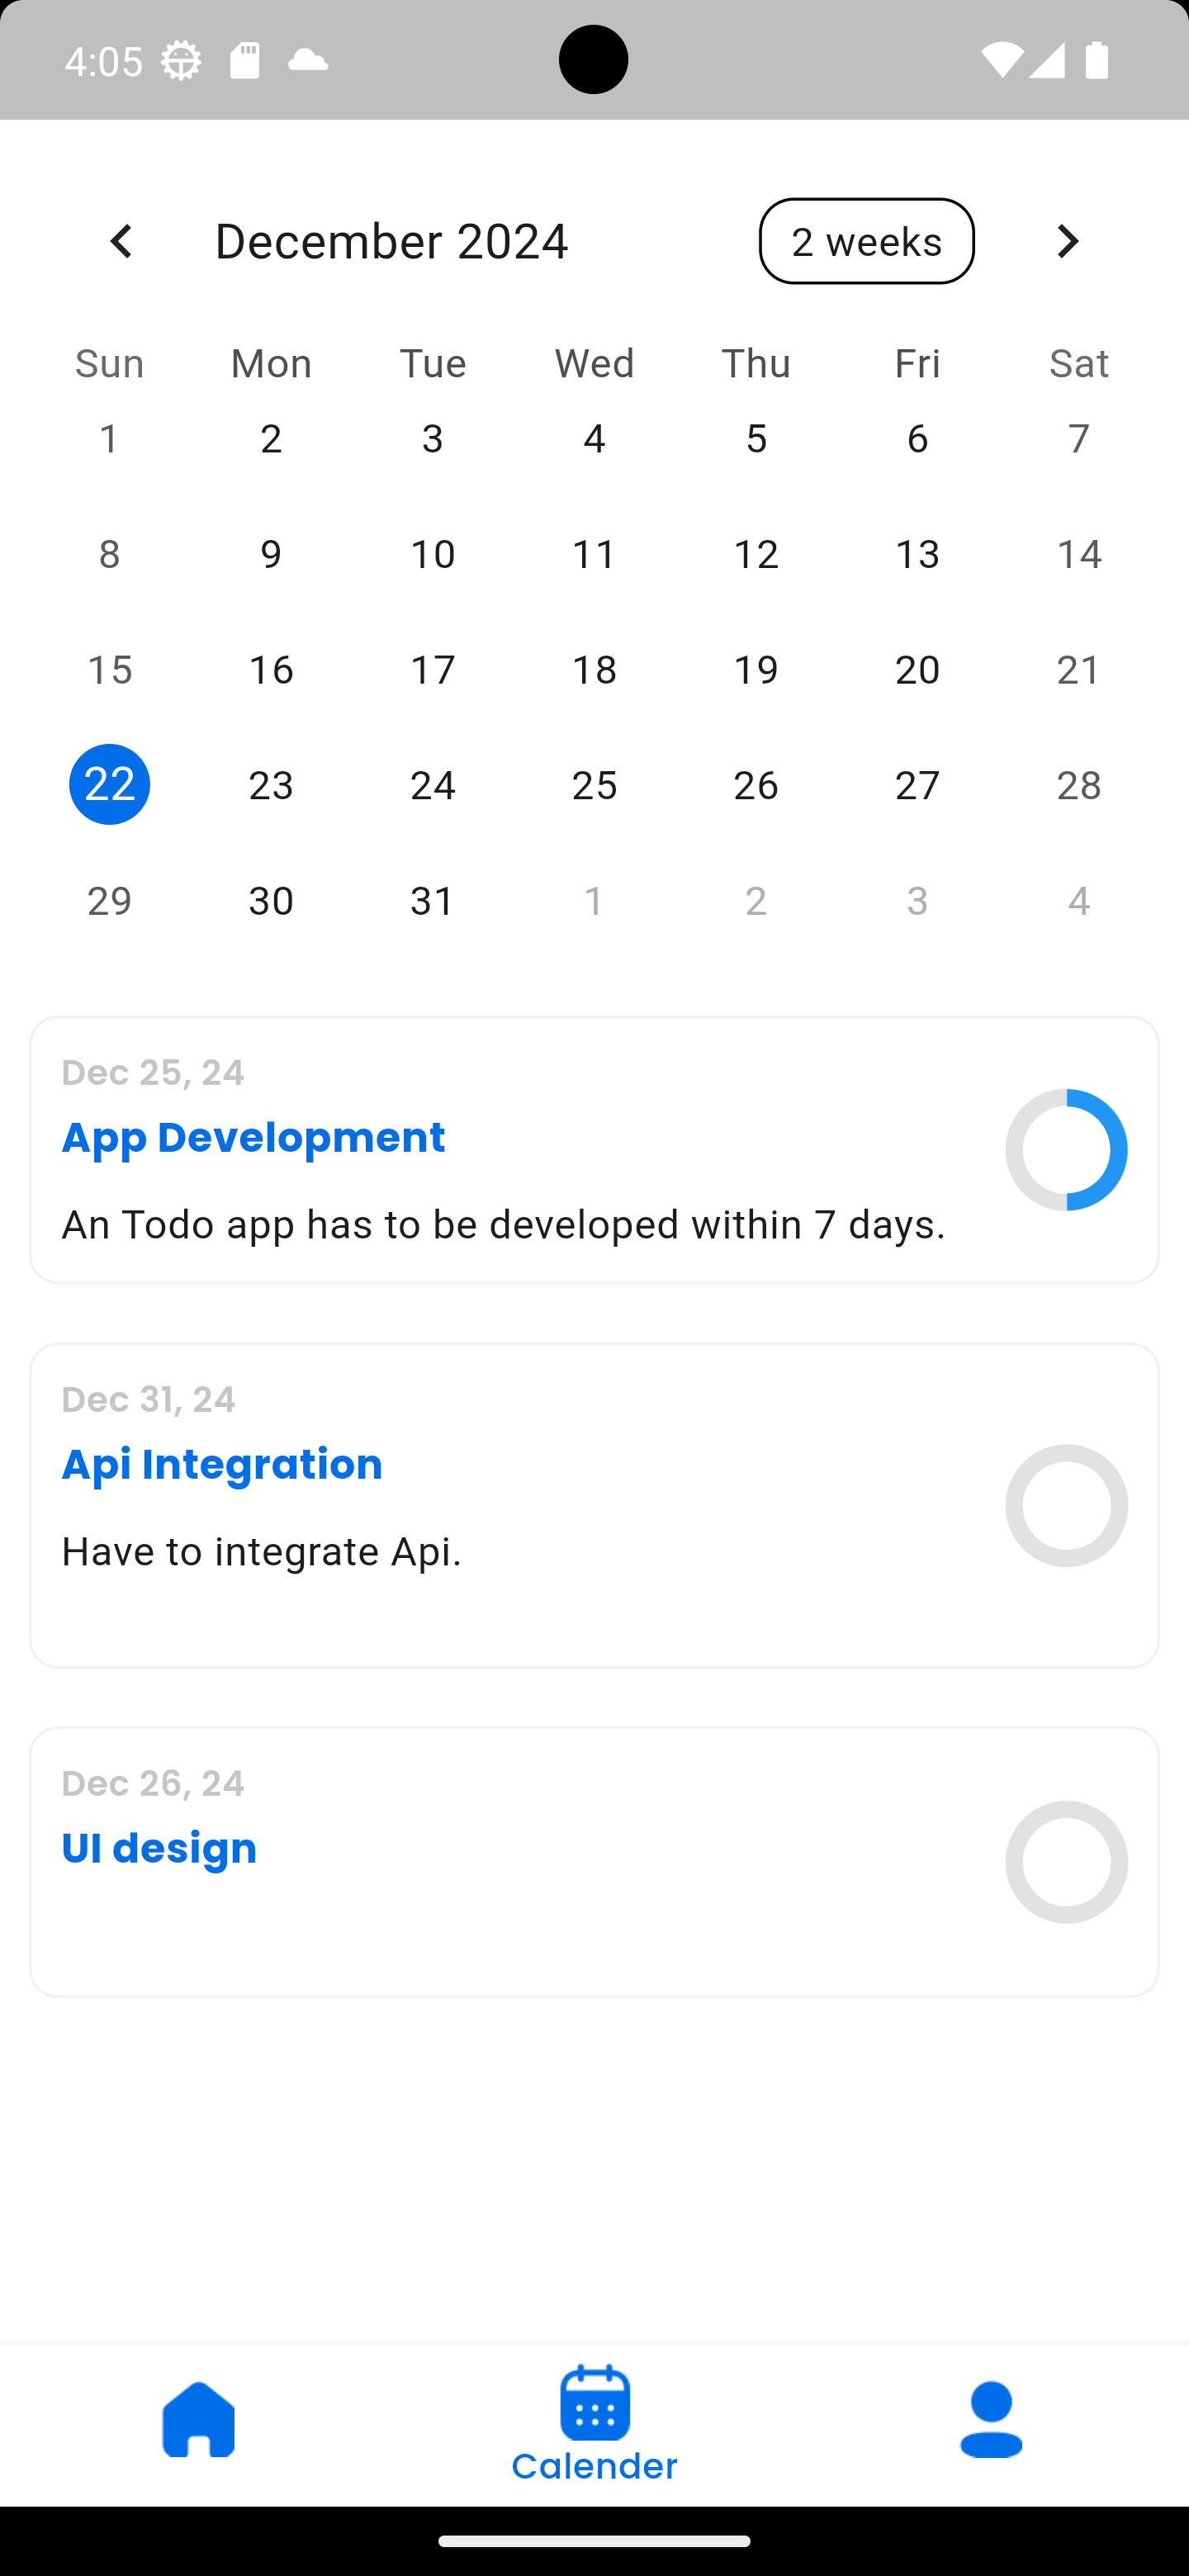 4:05
December 2024 2 weeks
Sun Mon Tue Wed Thu Fri Sat
1 2 3 4 5 6 7
8 9 10 11 12 13 14
15 16 17 18 19 20 21
22 23 24 25 26 27 28
29 30 31 1 2 3 4
Dec 25, 24
App Development
An Todo app has to be developed within 7 days.
Dec 31, 24
Api Integration
Have to integrate Api.
Dec 26, 24
UI design
Calender